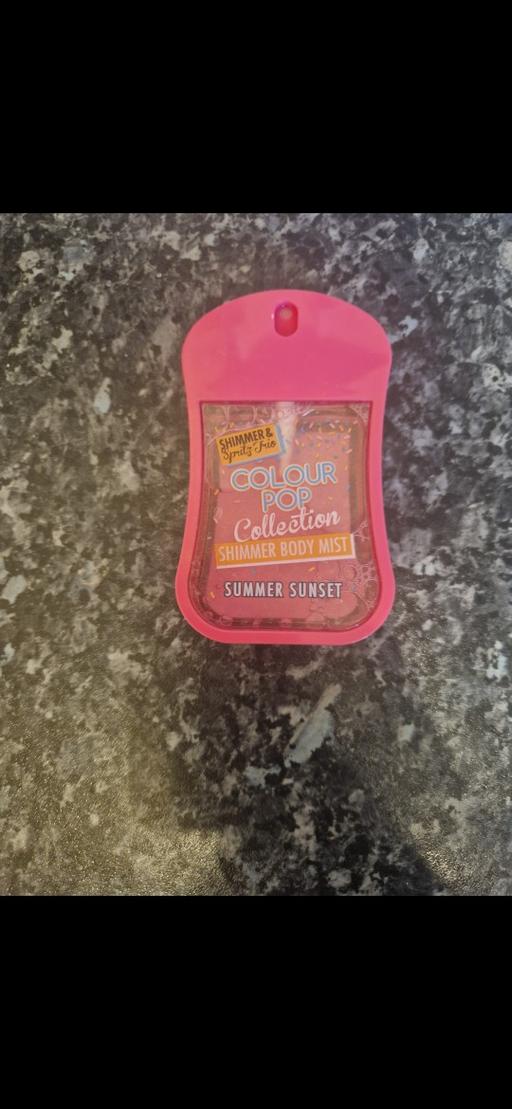 SHIMMER &
Spritz Trio
COLOUR
POP
Collection
SHIMMER BODY MIST
SUMMER SUNSET